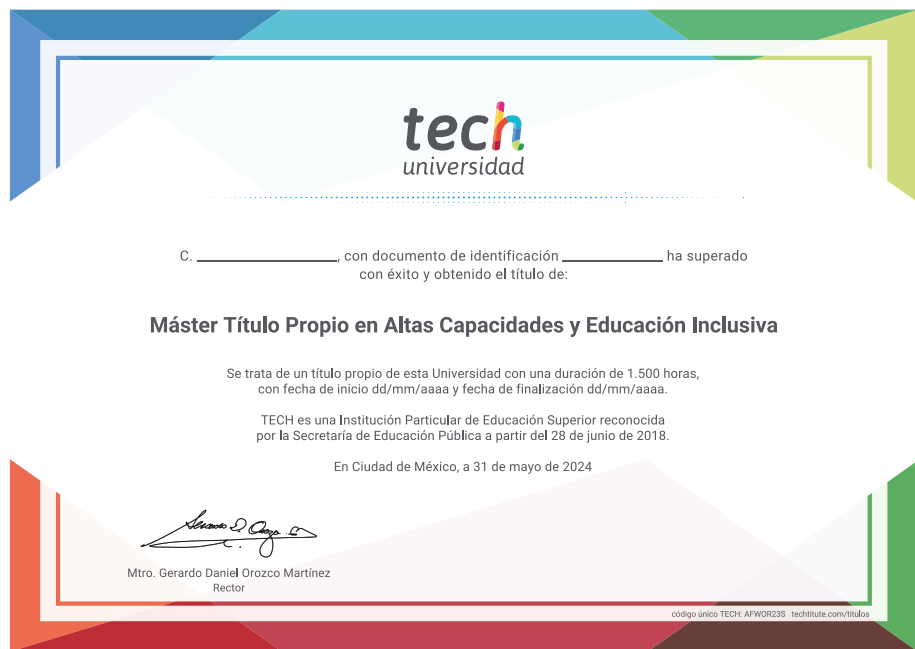 tech
universidad
C. ____________________, con documento de identificación ______________ ha superado
con éxito y obtenido el título de:
Máster Título Propio en Altas Capacidades y Educación Inclusiva
Se trata de un título propio de esta Universidad con una duración de 1.500 horas,
con fecha de inicio dd/mm/aaaa y fecha de finalización dd/mm/aaaa.
TECH es una Institución Particular de Educación Superior reconocida
por la Secretaría de Educación Pública a partir del 28 de junio de 2018.
En Ciudad de México, a 31 de mayo de 2024
Mtro. Gerardo Daniel Orozco Martínez
Rector
código único TECH: AFWOR23S techtitute.com/titulos